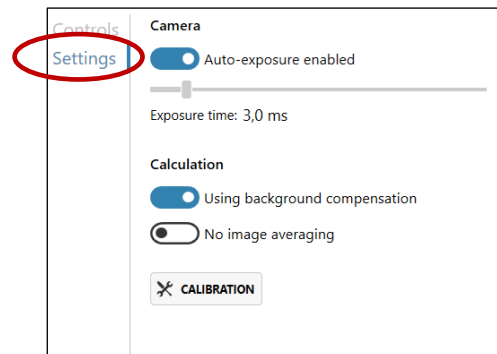 Controls
Settings
Camera
Auto-exposure enabled
Exposure time: 3,0 ms
Calculation
Using background compensation
No image averaging
CALIBRATION